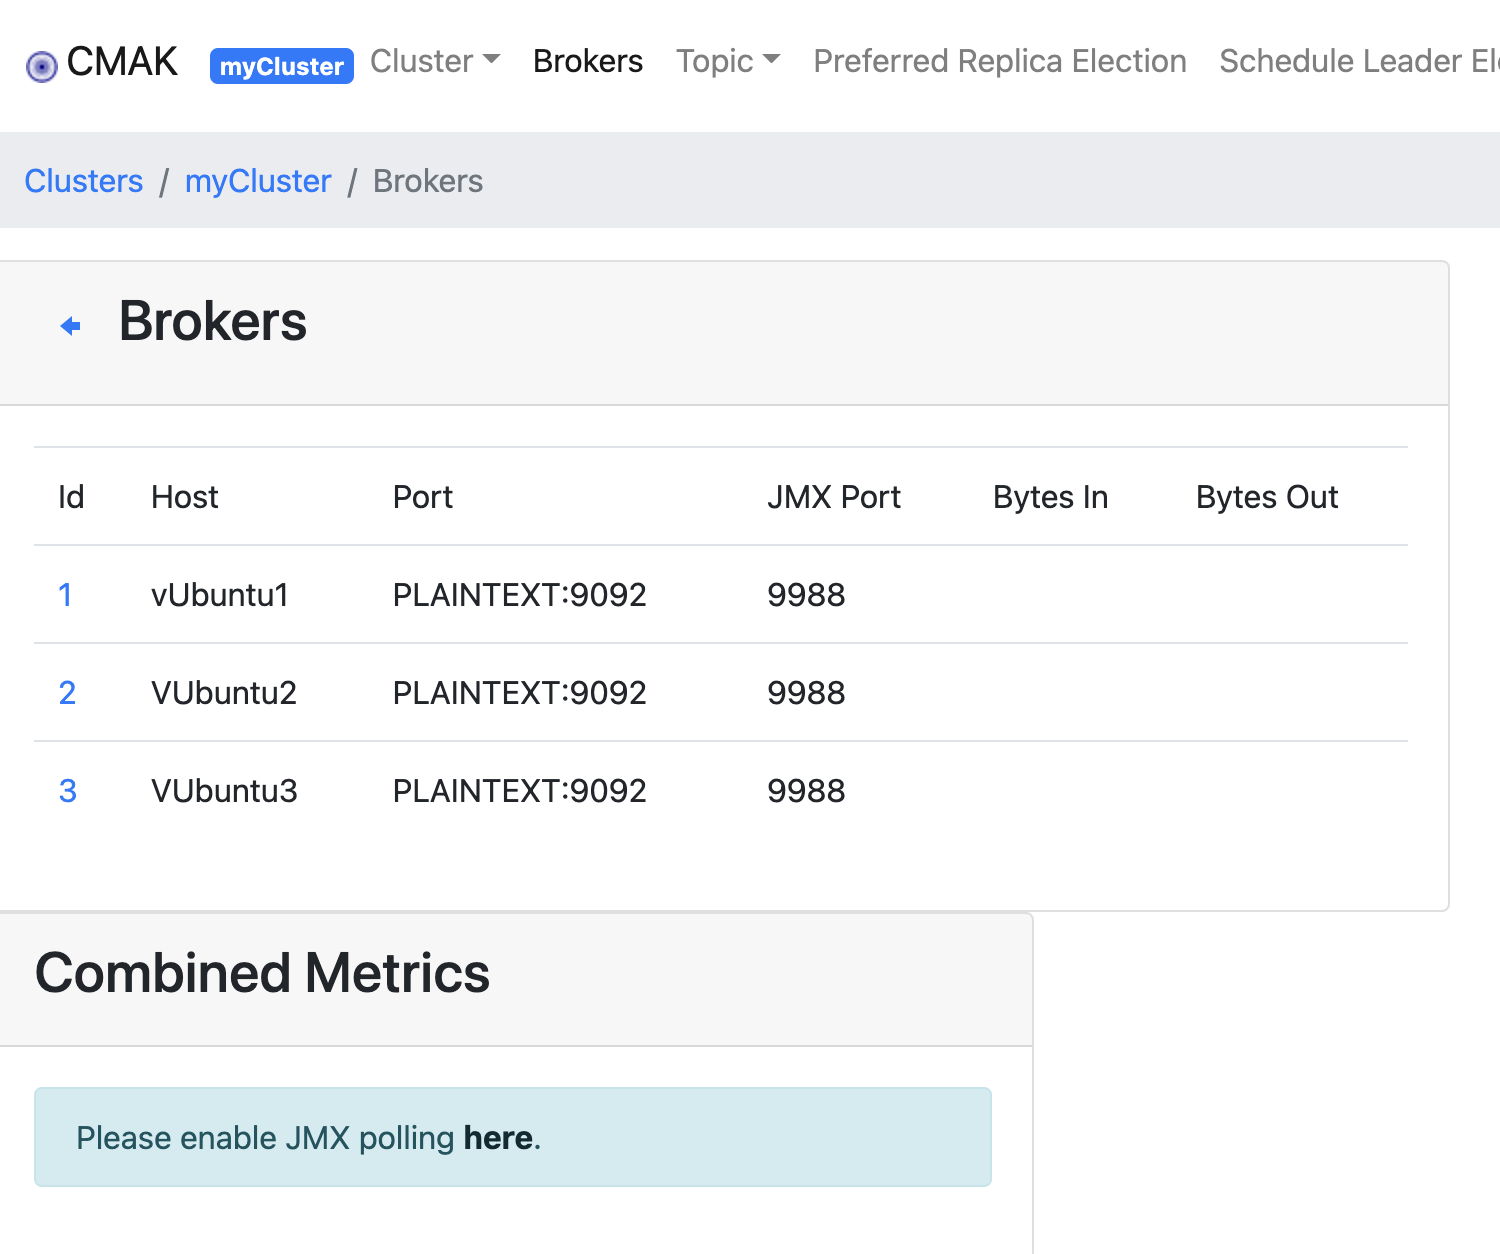 CMAK myCluster Cluster Brokers Topic Preferred Replica Election Schedule Leader
Clusters / myCluster / Brokers
Brokers
Id Host Port JMX Port Bytes In Bytes Out
1 vUbuntu1 PLAINTEXT:9092 9988
2 VUbuntu2 PLAINTEXT:9092 9988
3 VUbuntu3 PLAINTEXT:9092 9988
Combined Metrics
Please enable JMX polling here.